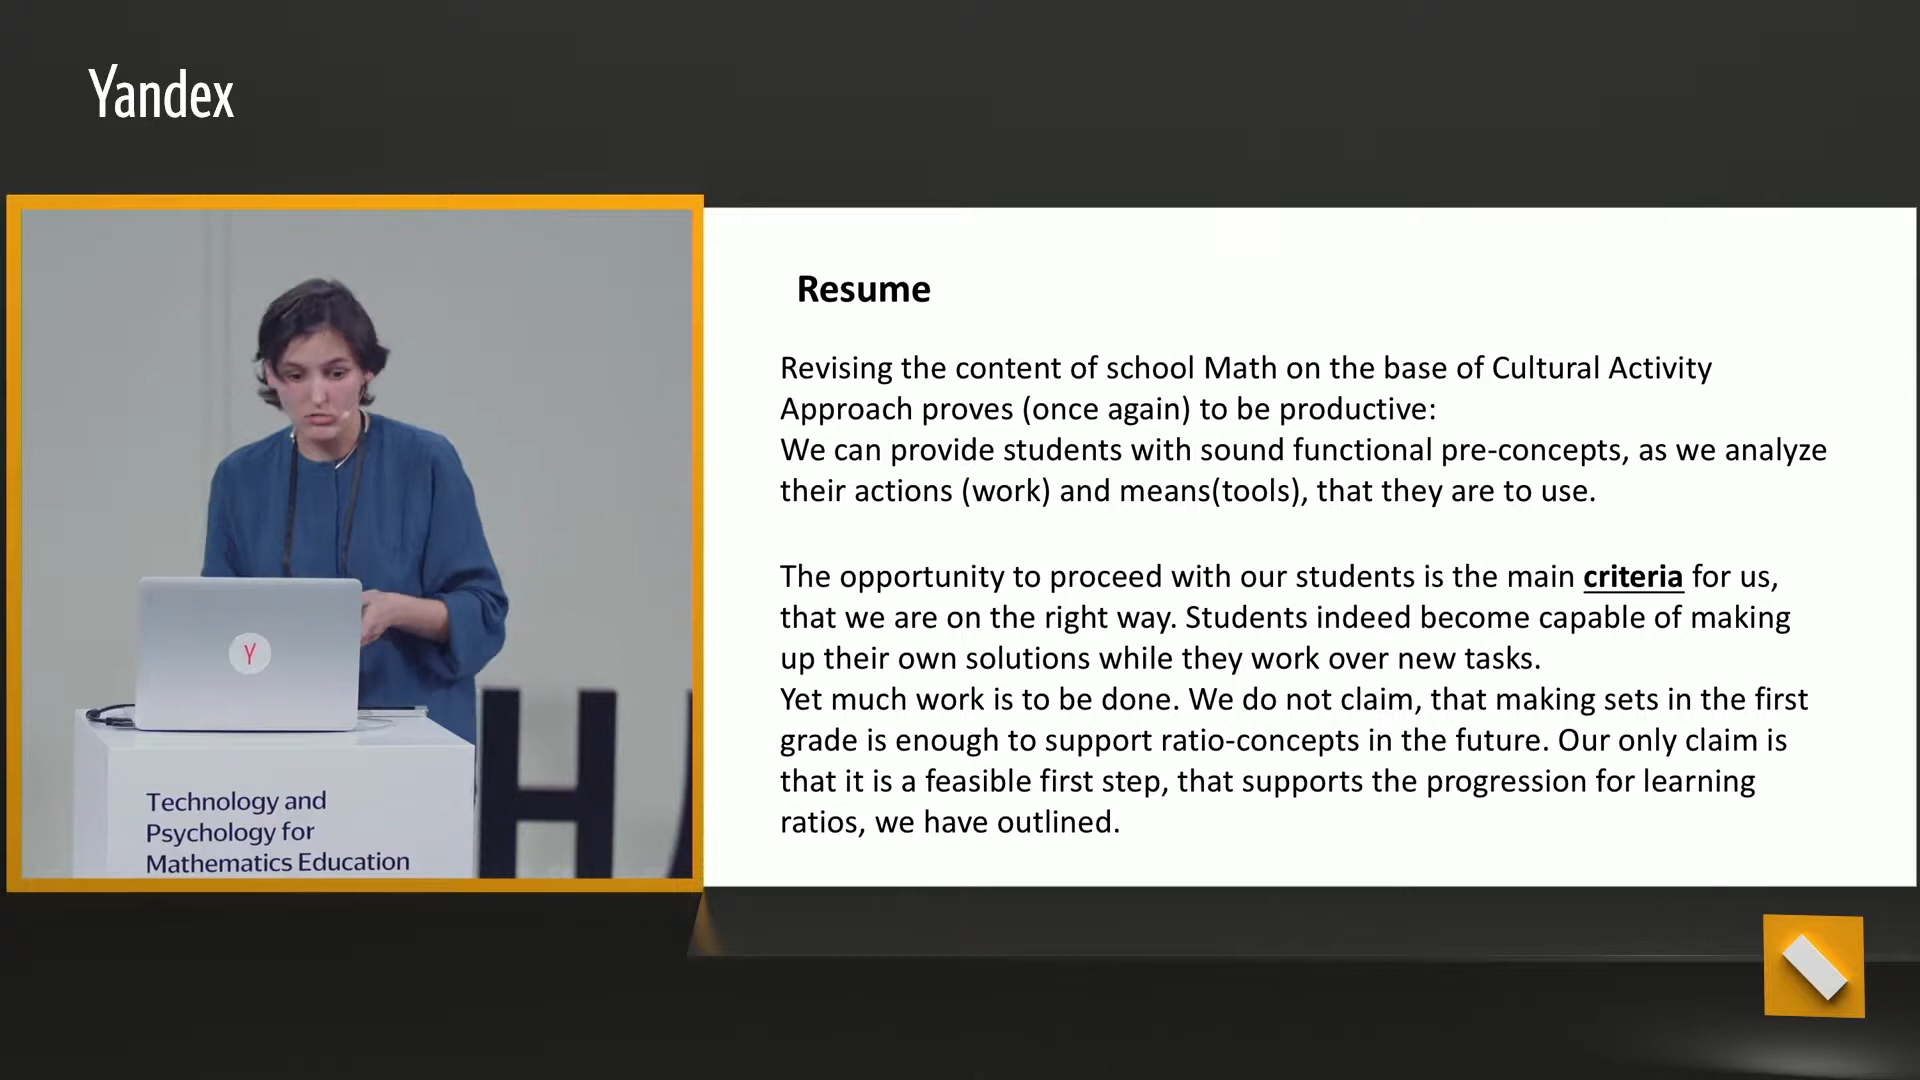 Yandex
Resume
Revising the content of school Math on the base of Cultural Activity
Approach proves (once again) to be productive:
We can provide students with sound functional pre-concepts, as we analyze
their actions (work) and means(tools), that they are to use.
The opportunity to proceed with our students is the main criteria for us,
that we are on the right way. Students indeed become capable of making
up their own solutions while they work over new tasks.
Yet much work is to be done. We do not claim, that making sets in the first
grade is enough to support ratio-concepts in the future. Our only claim is
that it is a feasible first step, that supports the progression for learning
ratios, we have outlined.
Y
Technology and
Psychology for
Mathematics Education
H